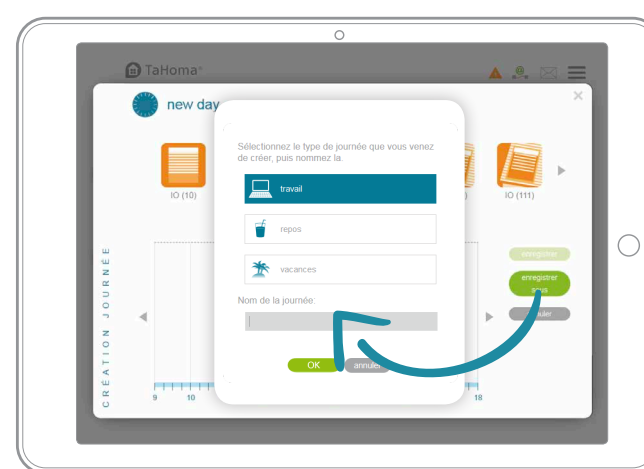 TaHoma®
new day
IO (10)
)
IO (111)
Sélectionnez le type de journée que vous venez
de créer, puis nommez la.
travail
repos
vacances
Nom de la journée:
OK
annuler
enregistrer
enregistrer
sous
annuler
CRÉATION JOURNÉE
9
10
18